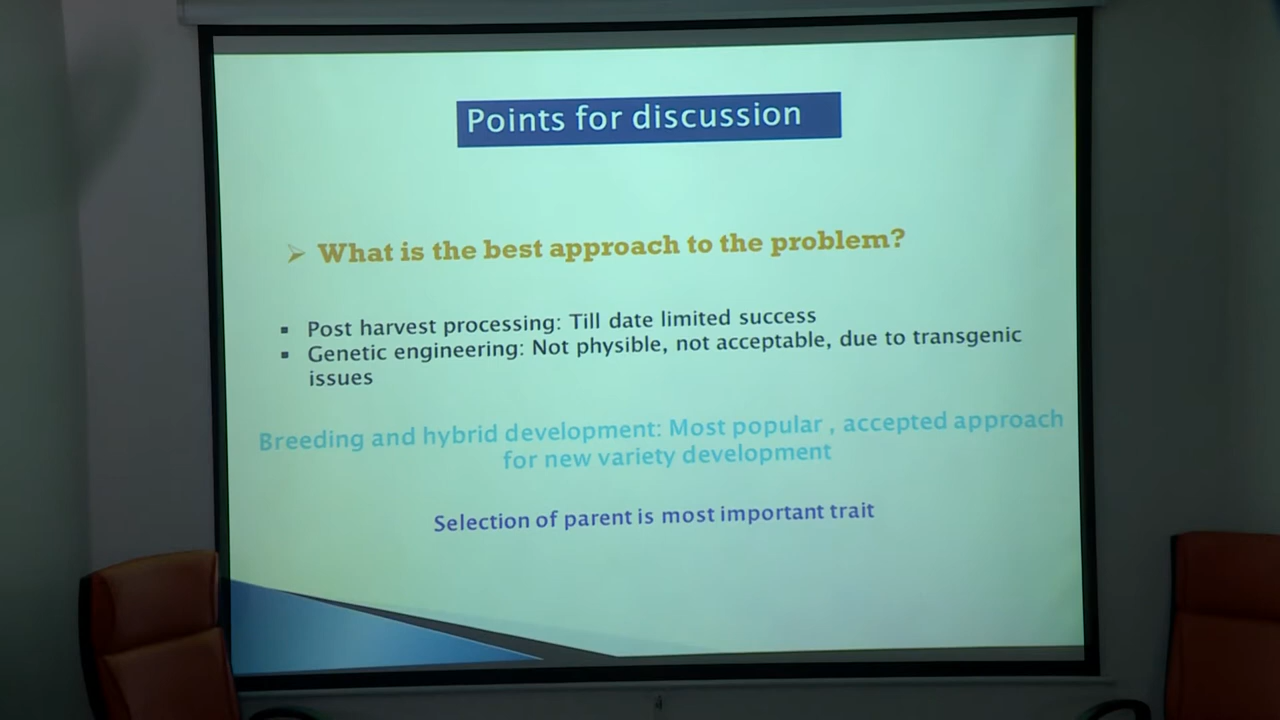 Points for discussion
➢ What is the best approach to the problem?
▪ Post harvest processing: Till date limited success
▪ Genetic engineering: Not physible, not acceptable, due to transgenic
issues
Breeding and hybrid development: Most popular , accepted approach
for new variety development
Selection of parent is most important trait